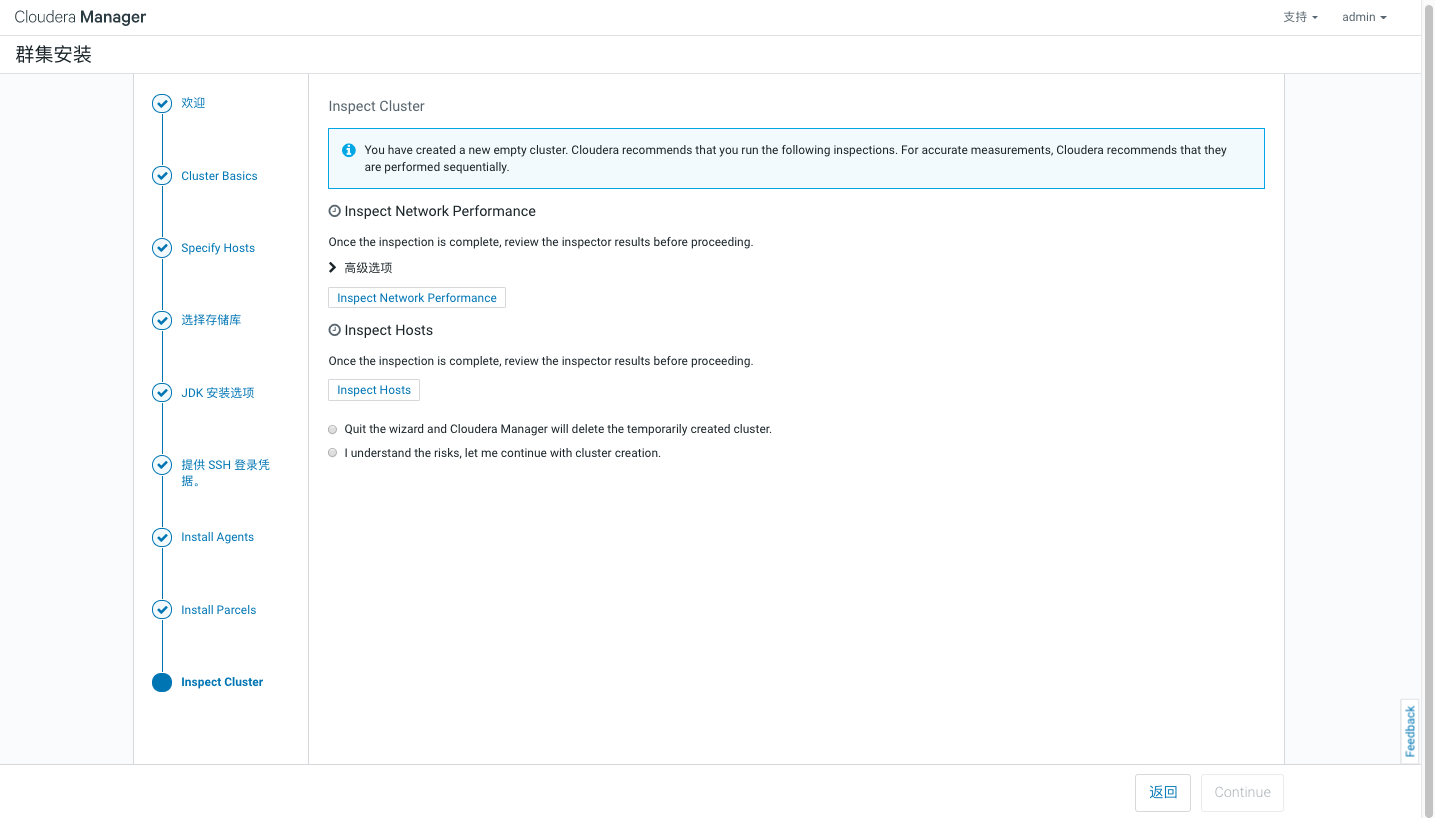 Cloudera Manager
支持
admin
群集安装
欢迎
Cluster Basics
Specify Hosts
选择存储库
JDK 安装选项
提供 SSH 登录凭
据。
Install Agents
Install Parcels
Inspect Cluster
Inspect Cluster
You have created a new empty cluster. Cloudera recommends that you run the following inspections. For accurate measurements, Cloudera recommends that they
are performed sequentially.
Inspect Network Performance
Once the inspection is complete, review the inspector results before proceeding.
高级选项
Inspect Network Performance
Inspect Hosts
Once the inspection is complete, review the inspector results before proceeding.
Inspect Hosts
Quit the wizard and Cloudera Manager will delete the temporarily created cluster.
I understand the risks, let me continue with cluster creation.
Feedback
返回
Continue